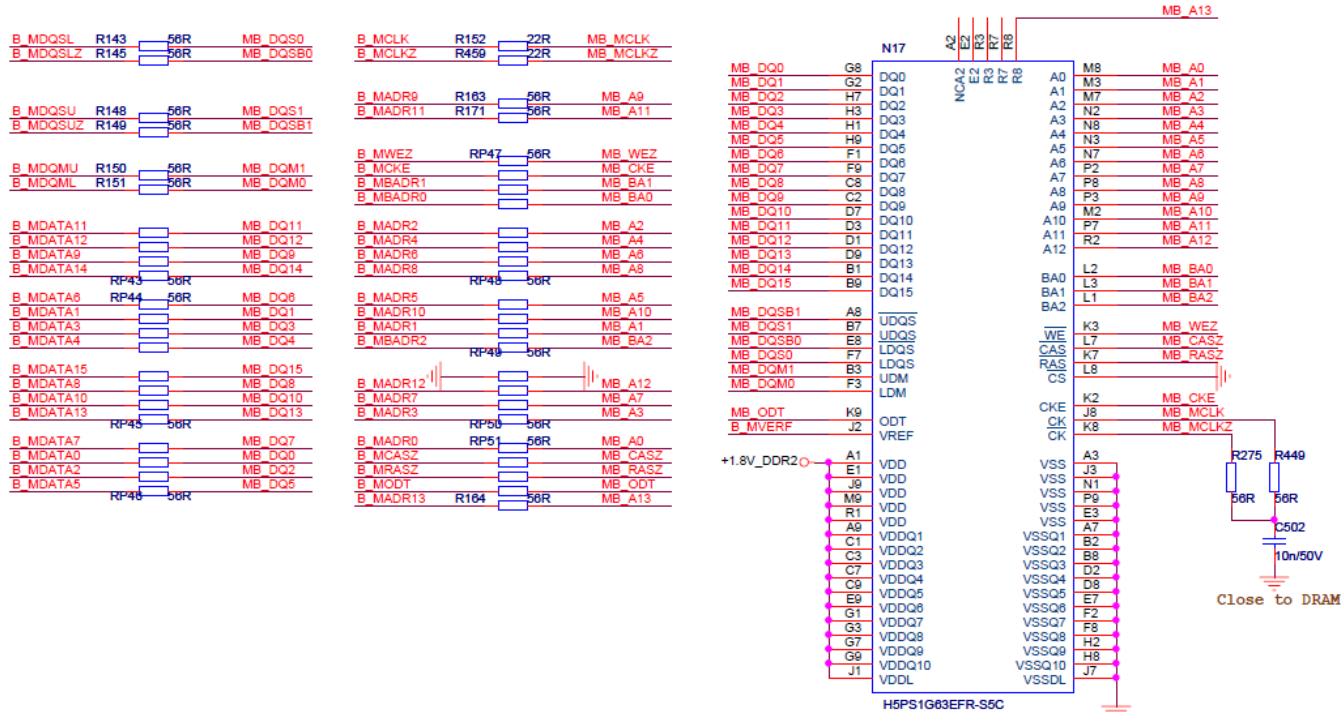 B_MDQSL R143 56R MB_DQS0
B_MDQSLZ R145 56R MB_DQSB0
B_MDQSU R148 56R MB_DQS1
B_MDQSUZ R149 56R MB_DQSB1
B_MDQMU R150 56R MB_DQM1
B_MDQML R151 56R MB_DQM0
B_MDATA11 MB_DQ11
B_MDATA12 MB_DQ12
B_MDATA9 MB_DQ9
B_MDATA14 MB_DQ14
RP43 56R
B_MDATA6 RP44 56R MB_DQ6
B_MDATA1 MB_DQ1
B_MDATA3 MB_DQ3
B_MDATA4 MB_DQ4
B_MDATA15 MB_DQ15
B_MDATA8 MB_DQ8
B_MDATA10 MB_DQ10
B_MDATA13 MB_DQ13
RP45 56R
B_MDATA7 MB_DQ7
B_MDATA0 MB_DQ0
B_MDATA2 MB_DQ2
B_MDATA5 MB_DQ5
RP46 56R
B_MCLK R152 22R MB_MCLK
B_MCLKZ R459 22R MB_MCLKZ
B_MADR9 R163 56R MB_A9
B_MADR11 R171 56R MB_A11
B_MWEZ RP47 56R MB_WEZ
B_MCKE MB_CKE
B_MBADR1 MB_BA1
B_MBADR0 MB_BA0
B_MADR2 MB_A2
B_MADR4 MB_A4
B_MADR6 MB_A6
B_MADR8 MB_A8
RP48 56R
B_MADR5 MB_A5
B_MADR10 MB_A10
B_MADR1 MB_A1
B_MBADR2 MB_BA2
RP49 56R
B_MADR12 MB_A12
B_MADR7 MB_A7
B_MADR3 MB_A3
RP50 56R
B_MADR0 RP51 56R MB_A0
B_MCASZ MB_CASZ
B_MRASZ MB_RASZ
B_MODT MB_ODT
B_MADR13 R164 56R MB_A13
MB_A13
N17
A2 E2 R3 R7 R8
NCA2 E2 R3 R7 R8
MB_DQ0 G8 DQ0 A0 M8 MB_A0
MB_DQ1 G2 DQ1 A1 M3 MB_A1
MB_DQ2 H7 DQ2 A2 M7 MB_A2
MB_DQ3 H3 DQ3 A3 N2 MB_A3
MB_DQ4 H1 DQ4 A4 N8 MB_A4
MB_DQ5 H9 DQ5 A5 N3 MB_A5
MB_DQ6 F1 DQ6 A6 N7 MB_A6
MB_DQ7 F9 DQ7 A7 P2 MB_A7
MB_DQ8 C8 DQ8 A8 P8 MB_A8
MB_DQ9 C2 DQ9 A9 P3 MB_A9
MB_DQ10 D7 DQ10 A10 M2 MB_A10
MB_DQ11 D3 DQ11 A11 P7 MB_A11
MB_DQ12 D1 DQ12 A12 R2 MB_A12
MB_DQ13 D9 DQ13
MB_DQ14 B1 DQ14 BA0 L2 MB_BA0
MB_DQ15 B9 DQ15 BA1 L3 MB_BA1
BA2 L1 MB_BA2
MB_DQSB1 A8 UDQS
MB_DQS1 B7 UDQS WE K3 MB_WEZ
MB_DQSB0 E8 LDQS CAS L7 MB_CASZ
MB_DQS0 F7 LDQS RAS K7 MB_RASZ
MB_DQM1 B3 UDM CS L8
MB_DQM0 F3 LDM
CKE K2 MB_CKE
MB_ODT K9 ODT CK J8 MB_MCLK
B_MVERF J2 VREF CK K8 MB_MCLKZ
+1.8V_DDR2 A1 VDD VSS A3
E1 VDD VSS J3
J9 VDD VSS N1
M9 VDD VSS P9
R1 VDD VSS E3
A9 VDDQ1 VSSQ1 A7
C1 VDDQ2 VSSQ2 B2
C3 VDDQ3 VSSQ3 B8
C7 VDDQ4 VSSQ4 D2
C9 VDDQ5 VSSQ5 D8
E9 VDDQ6 VSSQ6 E7
G1 VDDQ7 VSSQ7 F2
G3 VDDQ8 VSSQ8 F8
G7 VDDQ9 VSSQ9 H2
G9 VDDQ10 VSSQ10 H8
J1 VDDL VSSDL J7
H5PS1G63EFR-S5C
R275 R449
56R 56R
C502
10n/50V
Close to DRAM